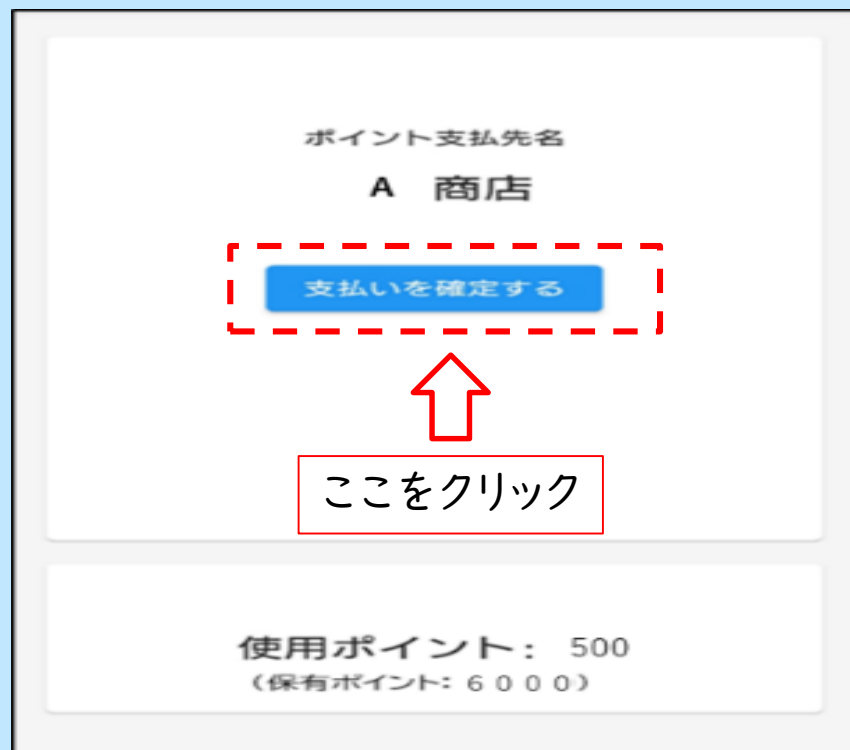 ポイント支払先名
A 商店
支払いを確定する
ここをクリック
使用ポイント: 500
(保有ポイント: 6000)